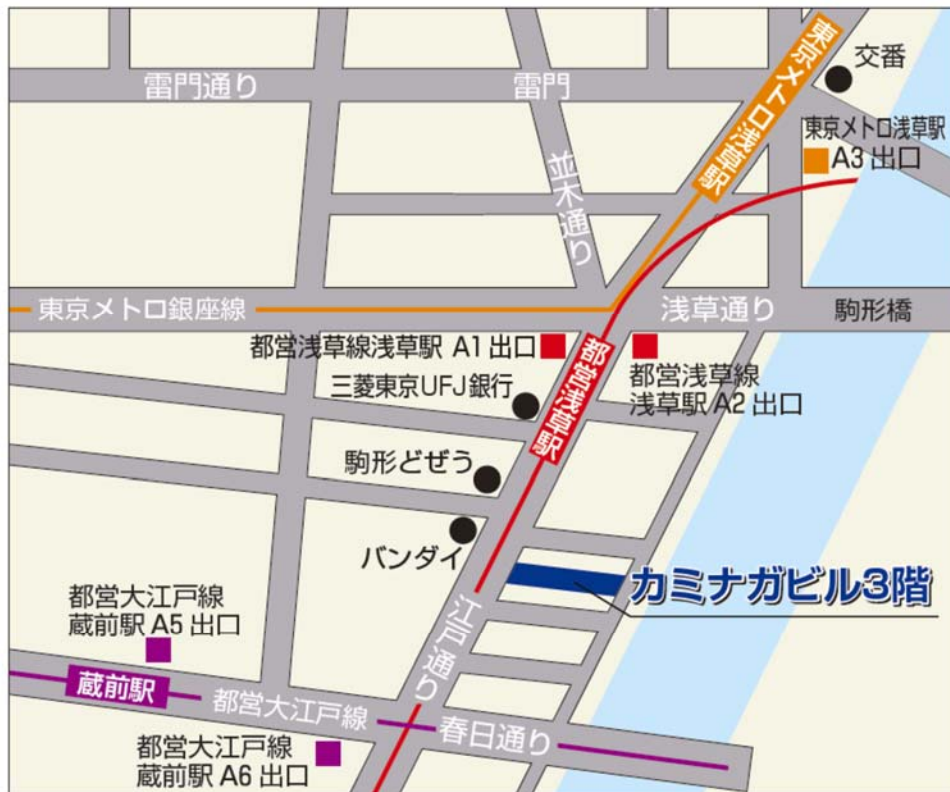 交番
雷門通り
雷門
東京メトロ浅草駅
東京メトロ浅草駅
A3 出口
並木通り
東京メトロ銀座線
浅草通り
駒形橋
都営浅草線浅草駅 A1 出口
都営浅草駅
都営浅草線
浅草駅 A2 出口
三菱東京UFJ銀行
駒形どぜう
バンダイ
カミナガビル3階
都営大江戸線
蔵前駅 A5 出口
江戸通り
蔵前駅
都営大江戸線
春日通り
都営大江戸線
蔵前駅 A6 出口